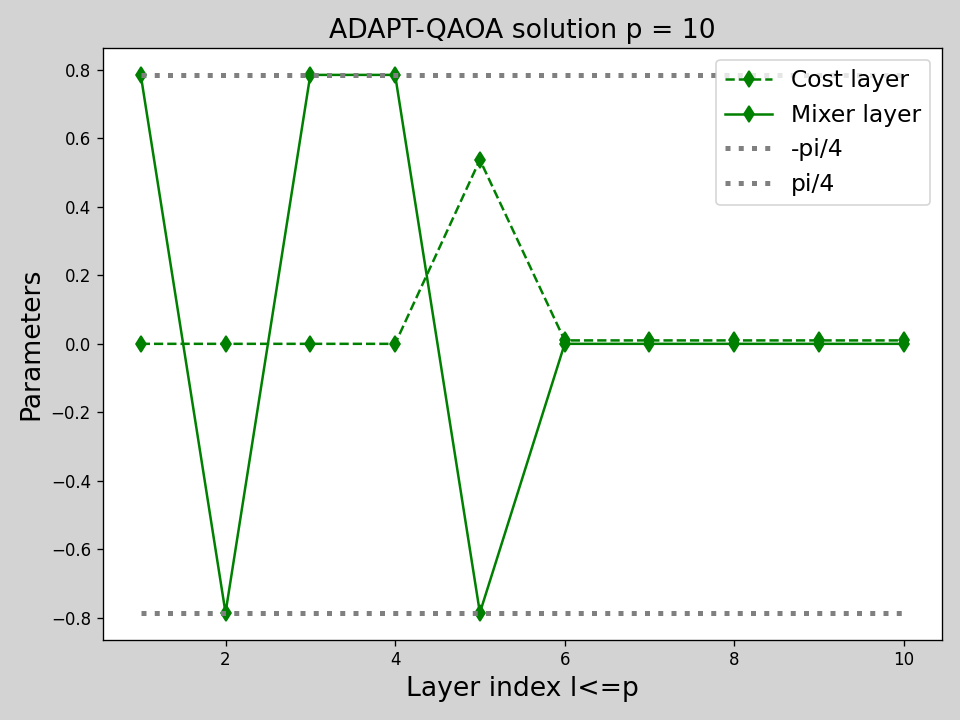 ADAPT-QAOA solution p = 10
Cost layer
Mixer layer
-pi/4
pi/4
0.8
0.6
0.4
0.2
0.0
−0.2
−0.4
−0.6
−0.8
Parameters
2 4 6 8 10
Layer index l<=p